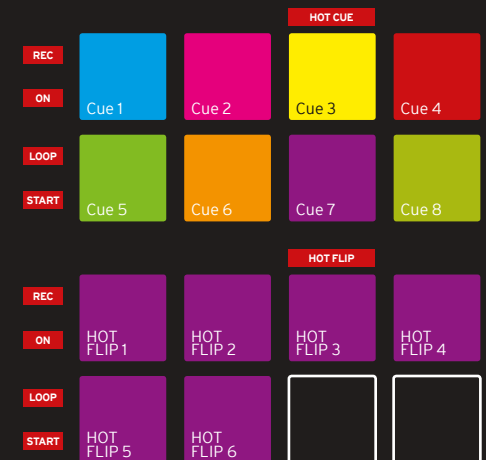 HOT CUE
REC
ON
Cue 1
Cue 2
Cue 3
Cue 4
LOOP
START
Cue 5
Cue 6
Cue 7
Cue 8
HOT FLIP
REC
ON
HOT
FLIP 1
HOT
FLIP 2
HOT
FLIP 3
HOT
FLIP 4
LOOP
START
HOT
FLIP 5
HOT
FLIP 6